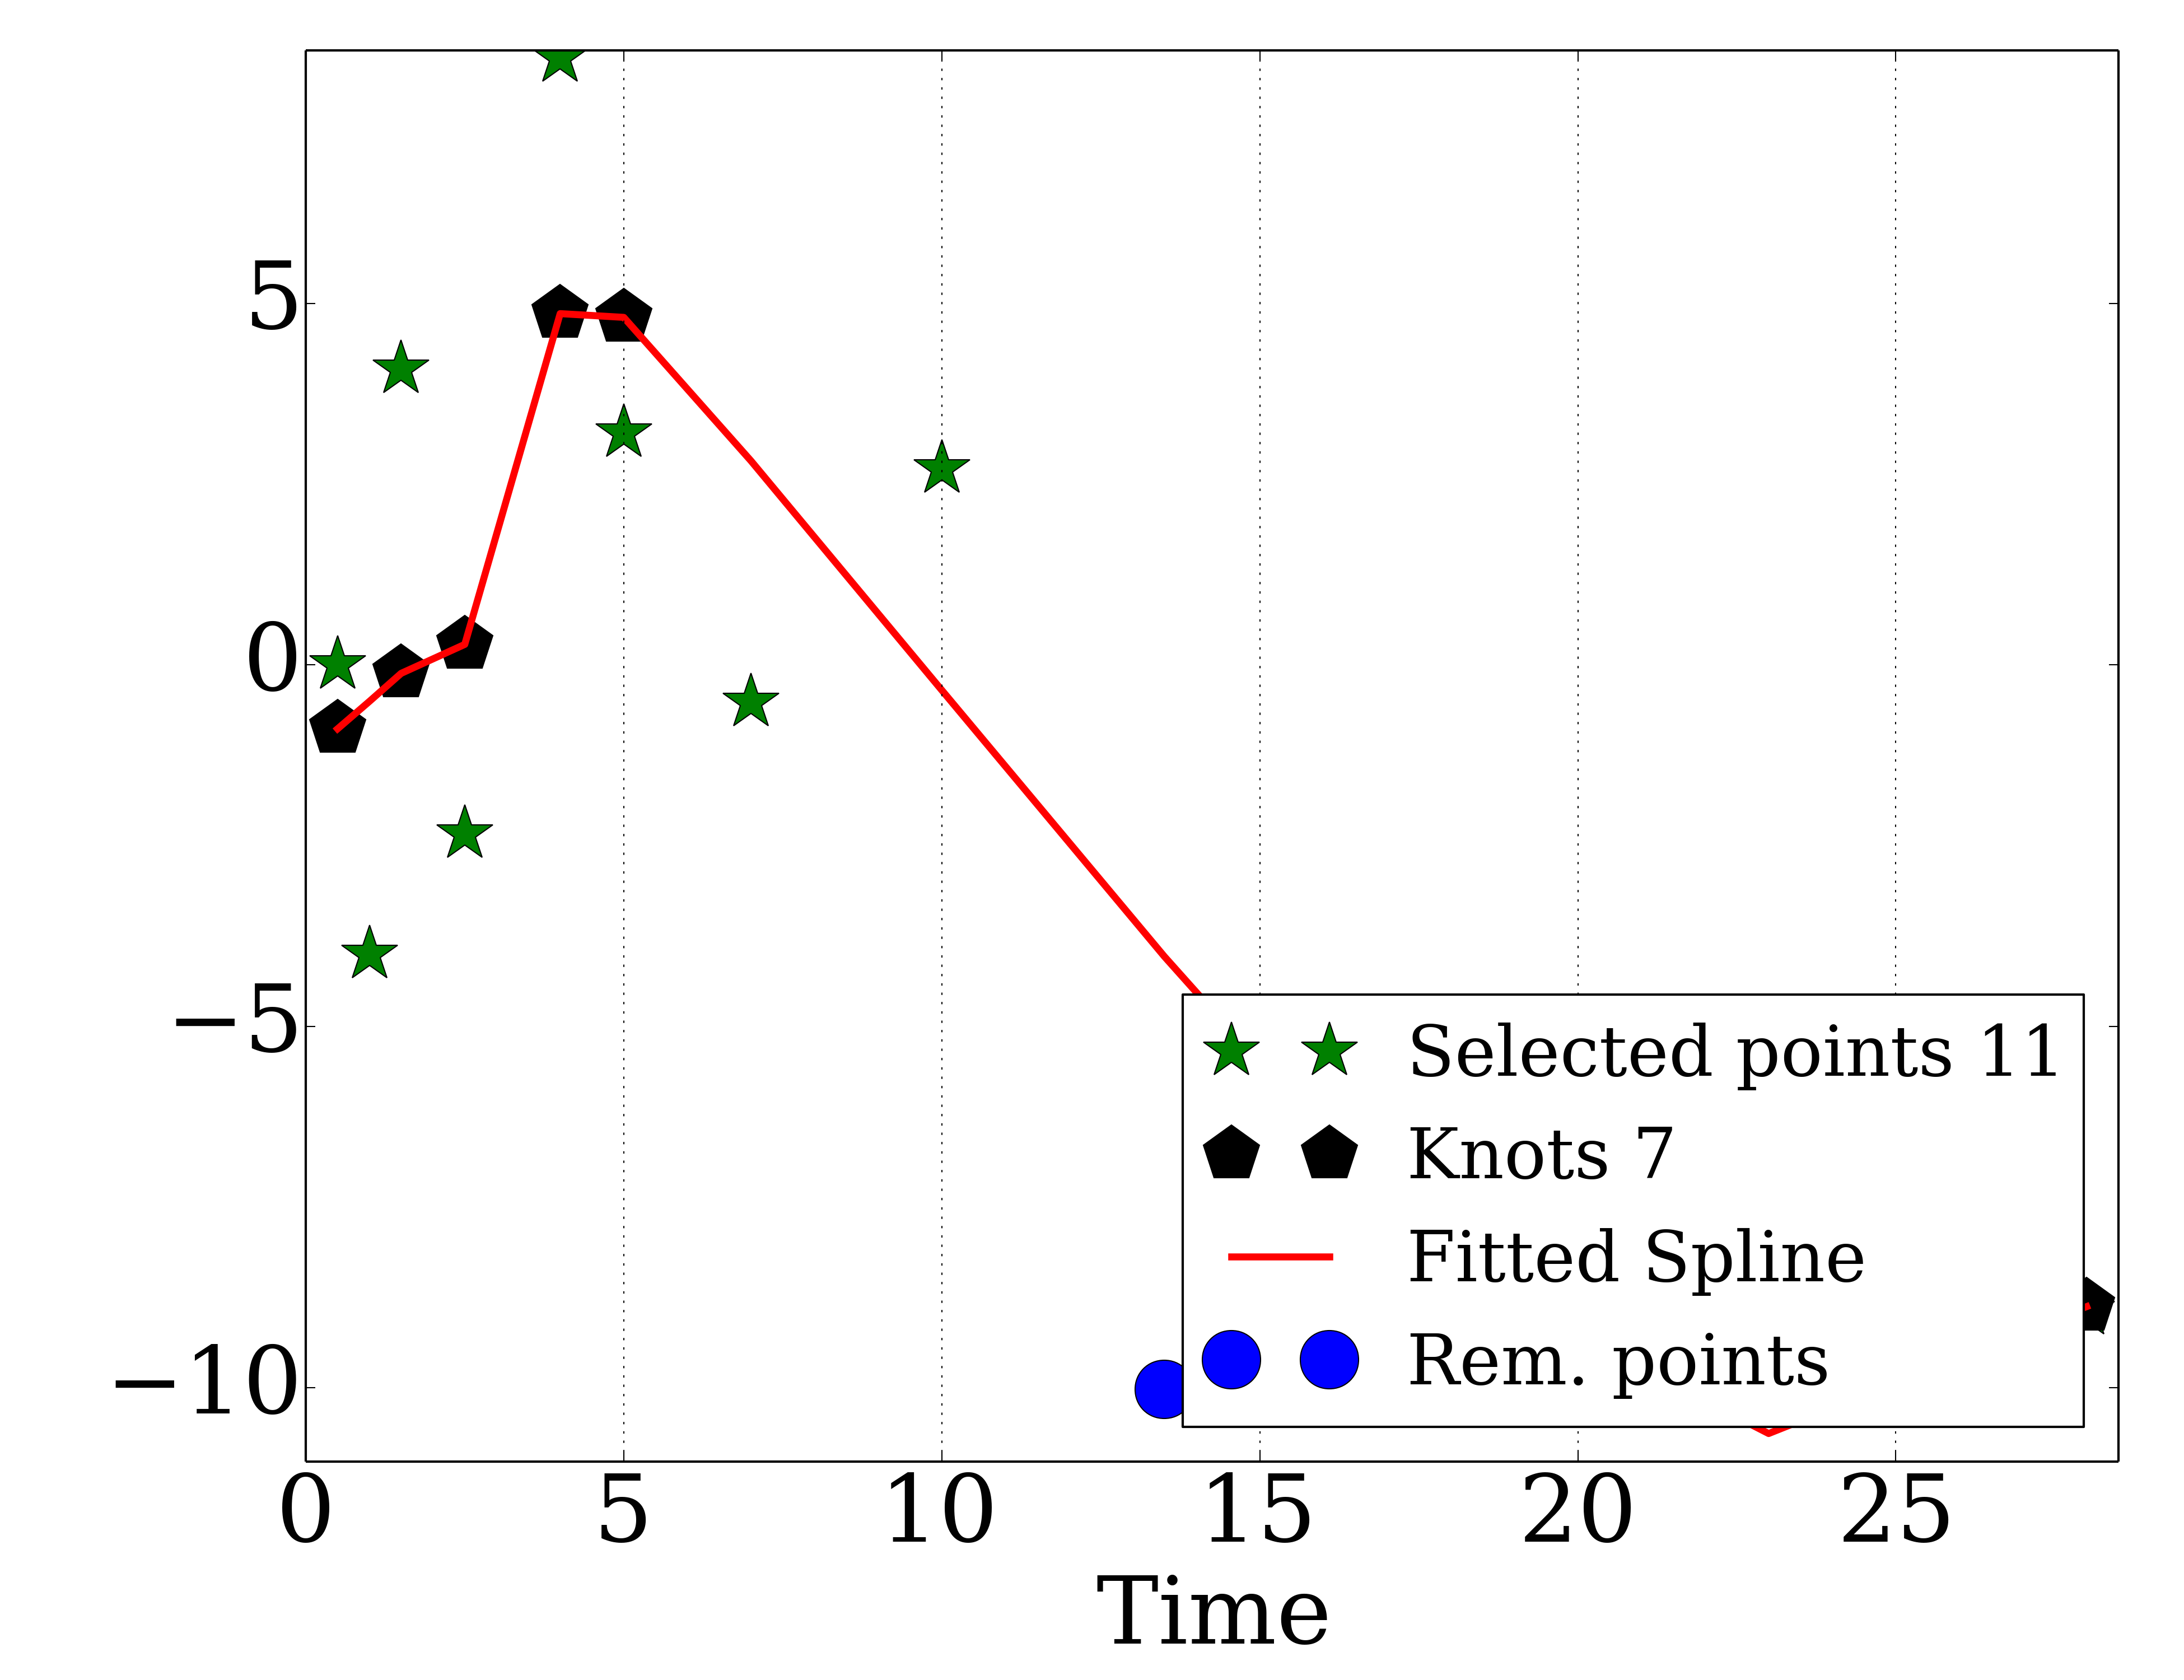 5
0
−5
−10
Selected points 11
Knots 7
Fitted Spline
Rem. points
0 5 10 15 20 25
Time